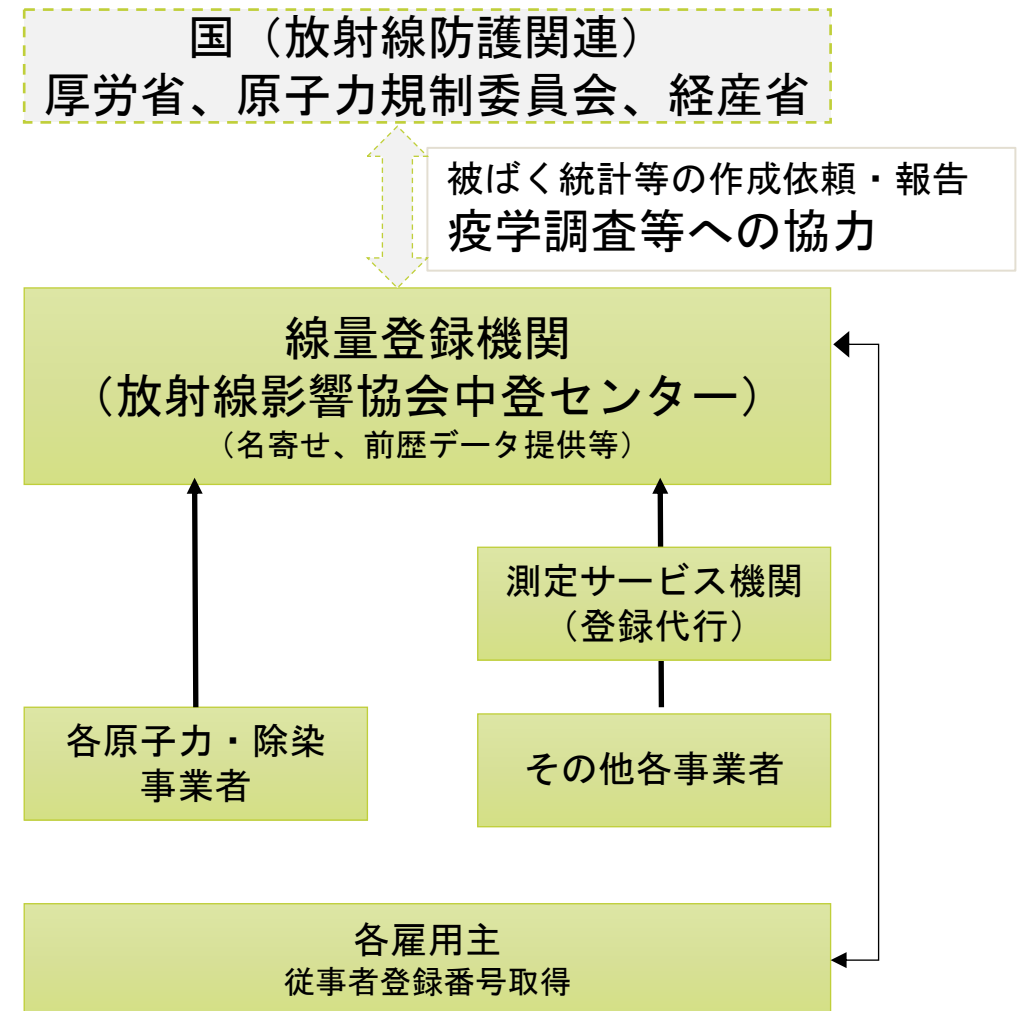 国（放射線防護関連）
厚労省、原子力規制委員会、経産省
被ばく統計等の作成依頼・報告
疫学調査等への協力
線量登録機関
（放射線影響協会中登センター）
（名寄せ、前歴データ提供等）
測定サービス機関
（登録代行）
各原子力・除染
事業者
その他各事業者
各雇用主
従事者登録番号取得